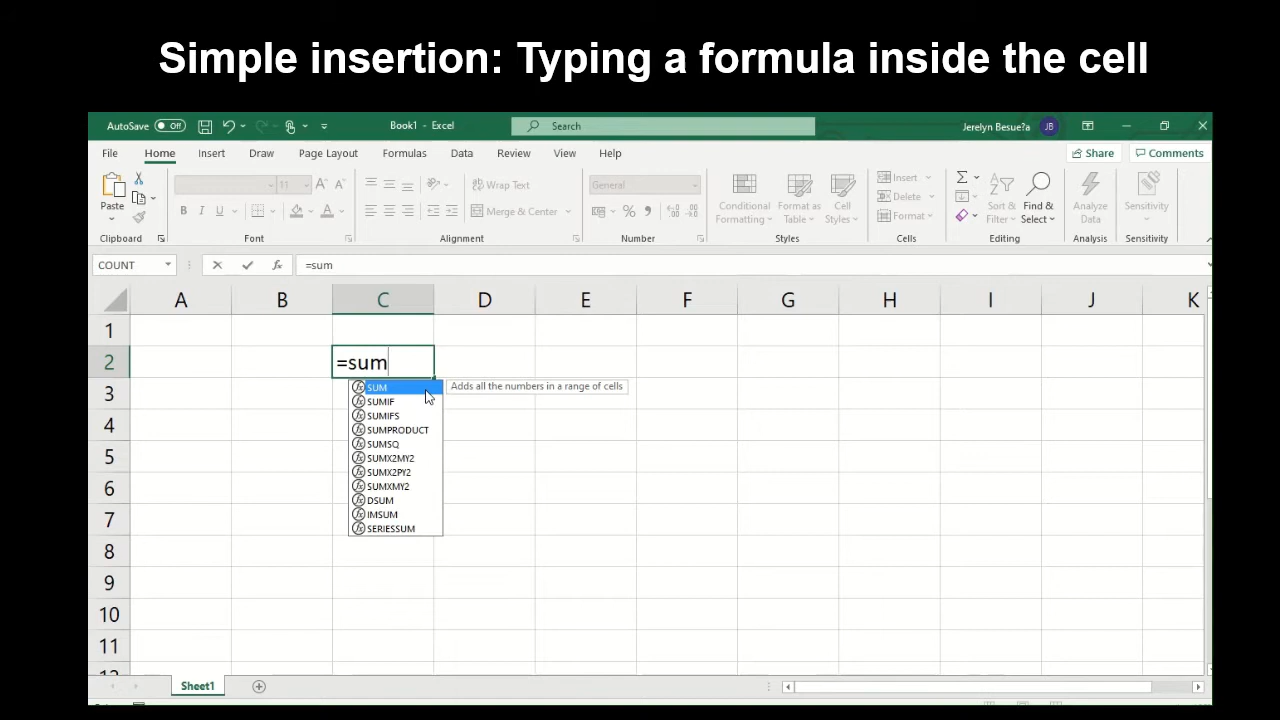 Simple insertion: Typing a formula inside the cell
AutoSave Off Book1 - Excel Search Jerelyn Besue?a JB
File Home Insert Draw Page Layout Formulas Data Review View Help Share Comments
Paste 11 Wrap Text General Conditional Formatting Format as Table Cell Styles Insert Sort & Filter Find & Select Analyze Data Sensitivity
B I U Merge & Center % Delete
Format
Clipboard Font Alignment Number Styles Cells Editing Analysis Sensitivity
COUNT fx =sum
A B C D E F G H I J K
1
2 =sum
SUM Adds all the numbers in a range of cells
3 SUMIF
SUMIFS
4 SUMPRODUCT
SUMSQ
5 SUMX2MY2
SUMX2PY2
6 SUMXMY2
DSUM
7 IMSUM
SERIESSUM
8
9
10
11
Sheet1